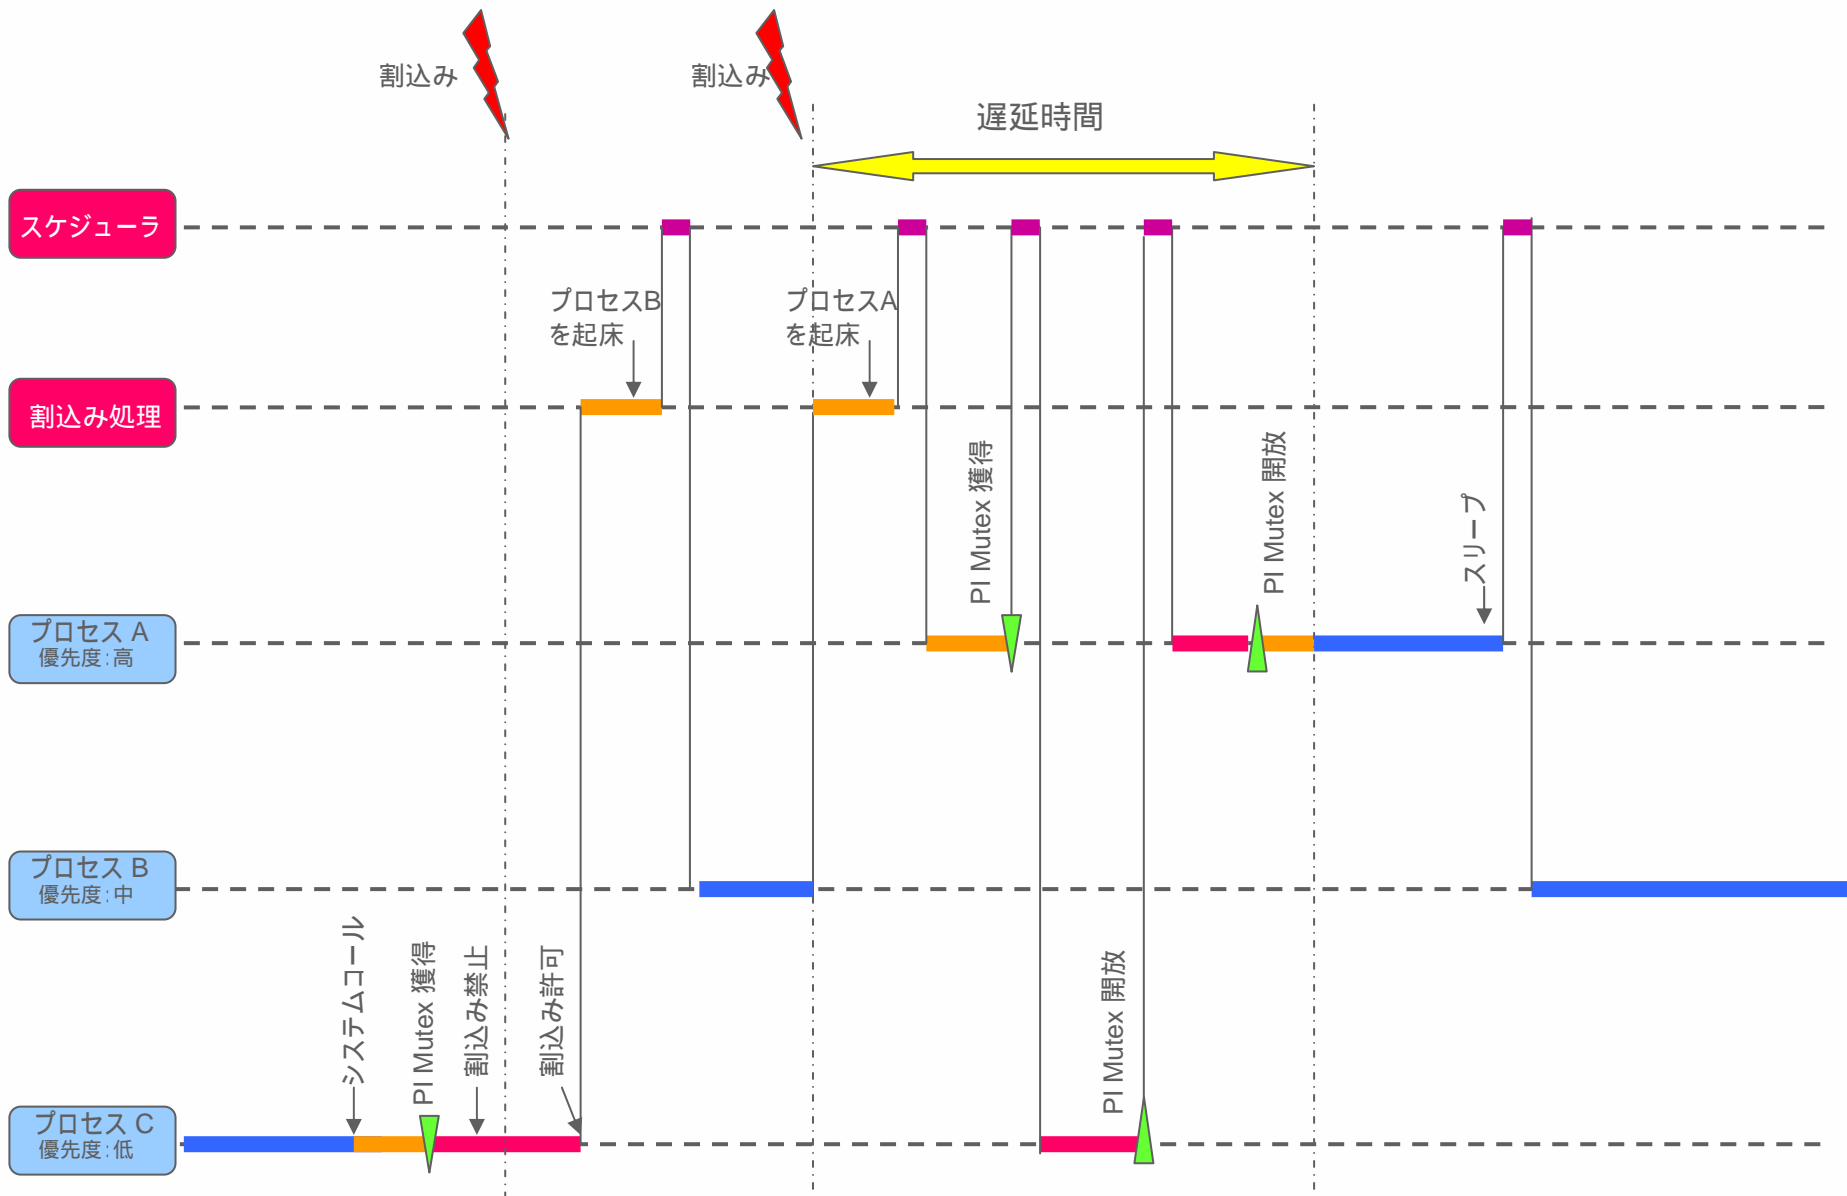 割込み
割込み
遅延時間
スケジューラ
プロセスB
を起床
プロセスA
を起床
割込み処理
PI Mutex 獲得
PI Mutex 開放
スリープ
プロセス A
優先度:高
プロセス B
優先度:中
システムコール
PI Mutex 獲得
割込み禁止
割込み許可
PI Mutex 開放
プロセス C
優先度:低